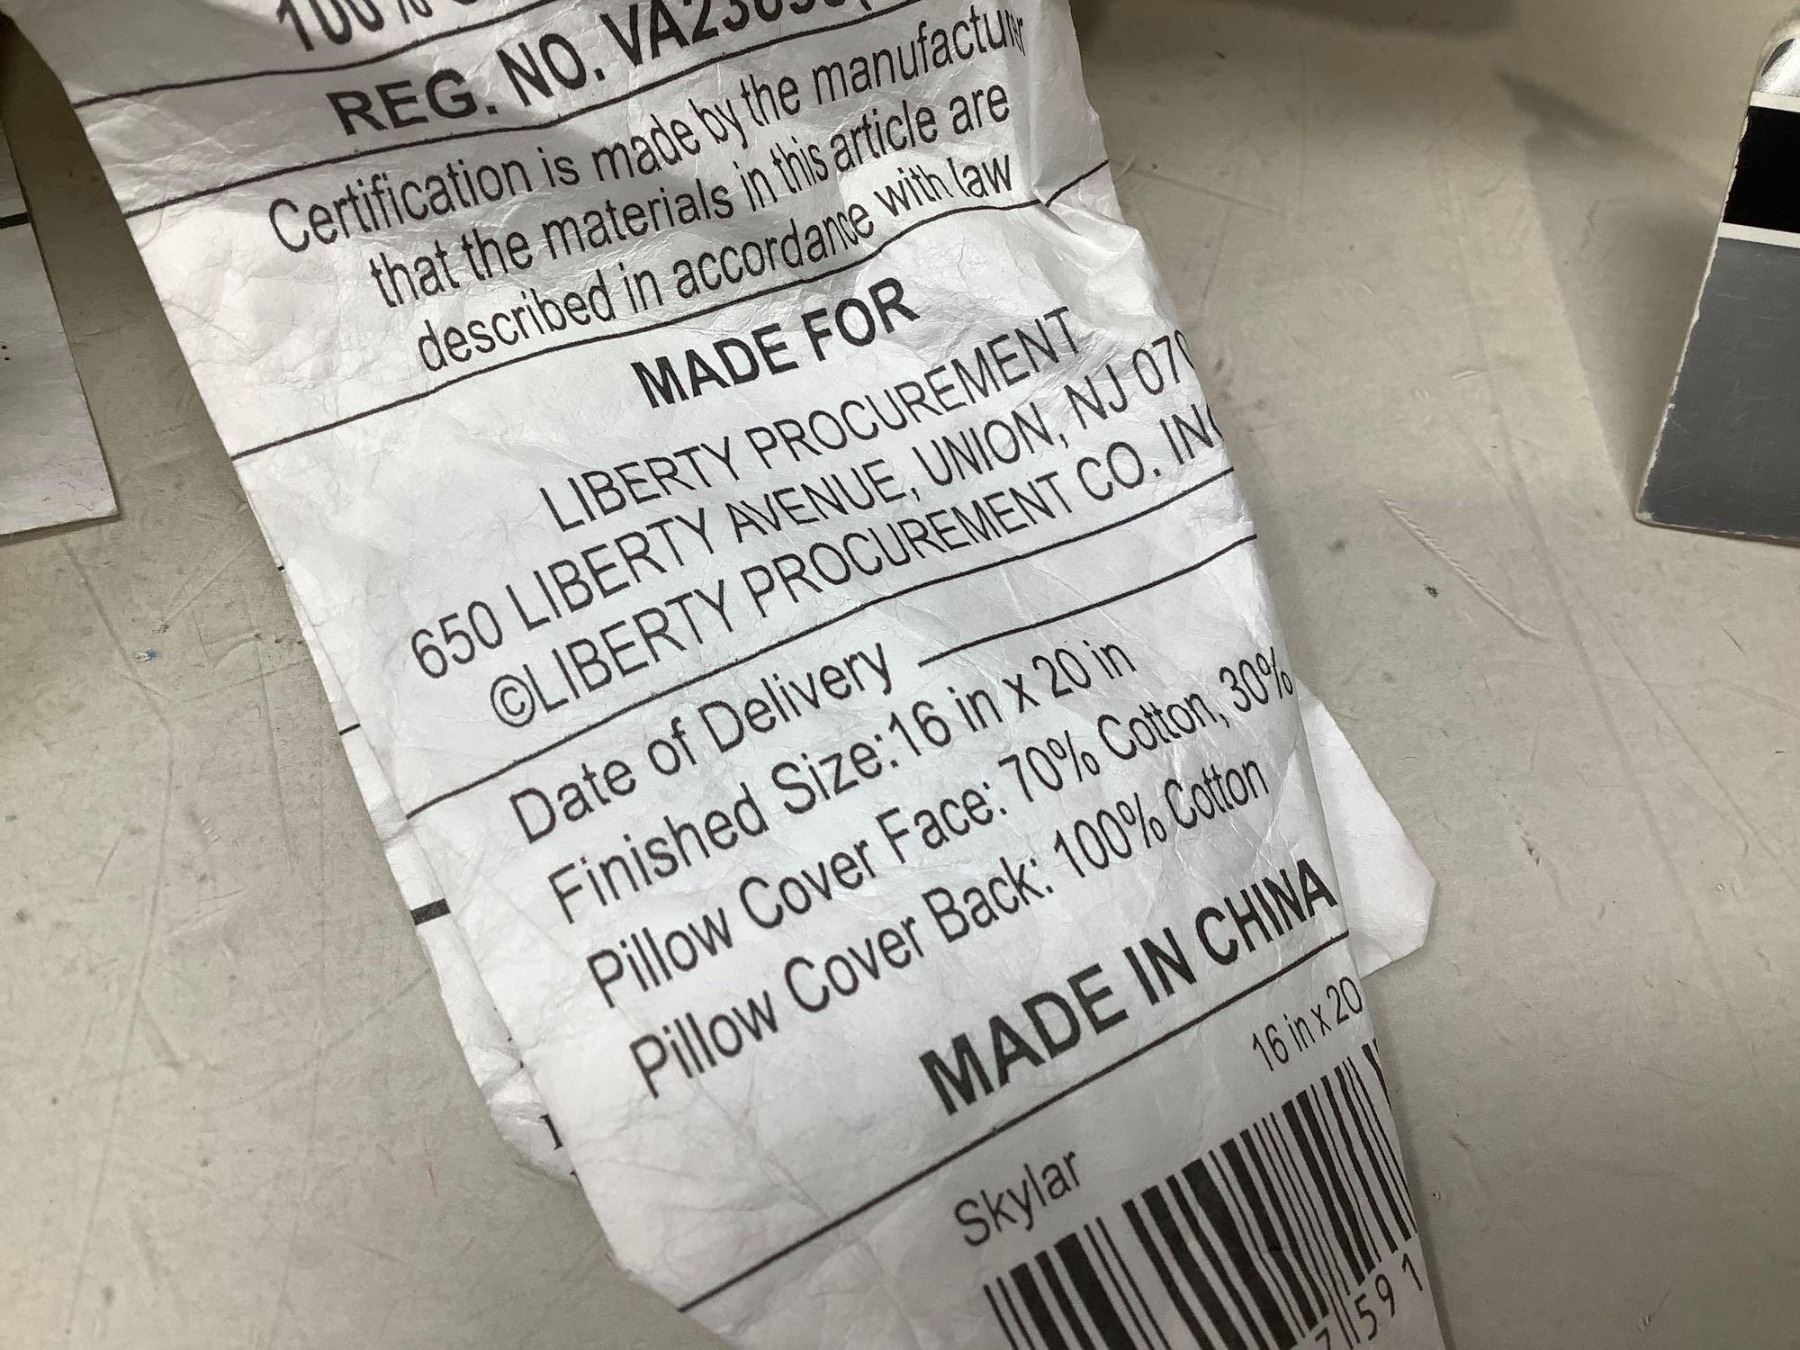 100%
REG. NO.
Certification is made by the manufactur
that the materials in this article are
described in accordance with law
MADE FOR
LIBERTY PROCUREMENT
650 LIBERTY AVENUE, UNION, NJ 07
©LIBERTY PROCUREMENT CO. IN
Date of Delivery
Finished Size:16 in x 20 in
Pillow Cover Face: 70% Cotton, 30%
Pillow Cover Back: 100% Cotton
MADE IN CHINA
16 in x 20
Skylar
7 591